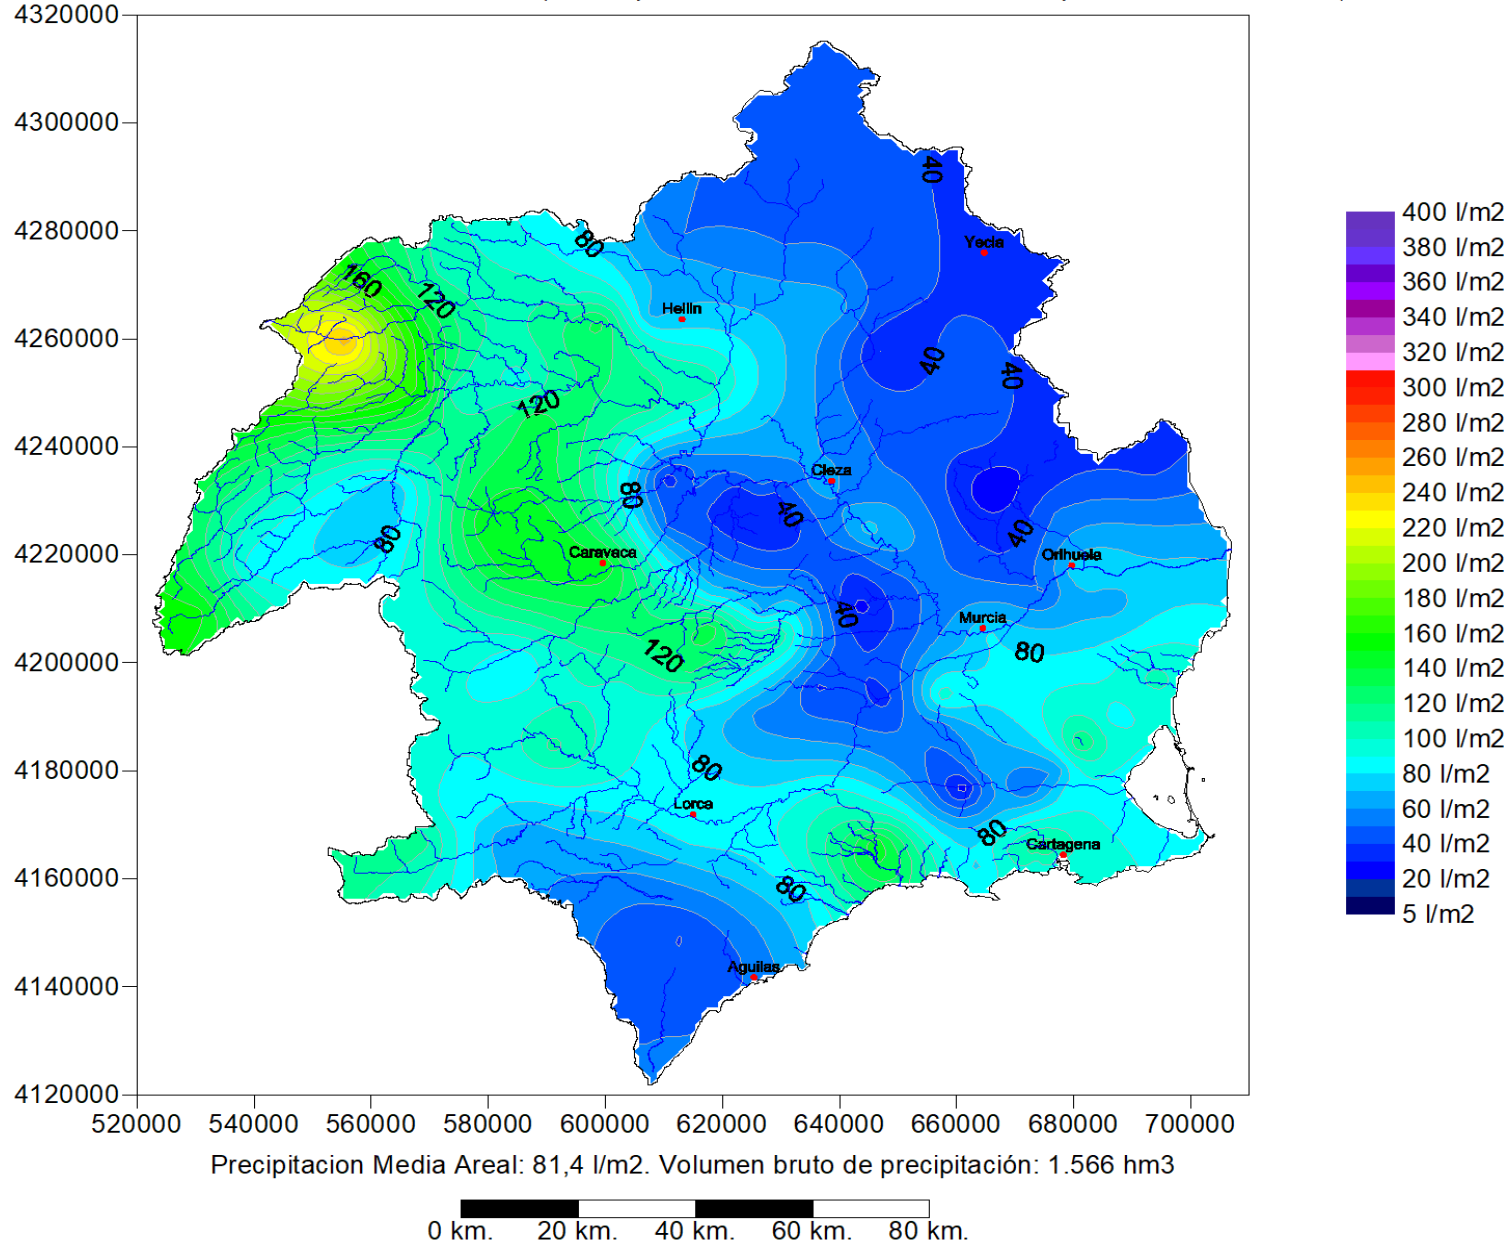 4320000
4300000
4280000
4260000
4240000
4220000
4200000
4180000
4160000
4140000
4120000
520000 540000 560000 580000 600000 620000 640000 660000 680000 700000
40
Yecla
80
160
120
Hellin
40
40
120
Cieza
80
40
40
80
Caravaca
Orihuela
40
Murcia
120
80
80
Lorca
80
Cartagena
80
Aguilas
400 l/m2
380 l/m2
360 l/m2
340 l/m2
320 l/m2
300 l/m2
280 l/m2
260 l/m2
240 l/m2
220 l/m2
200 l/m2
180 l/m2
160 l/m2
140 l/m2
120 l/m2
100 l/m2
80 l/m2
60 l/m2
40 l/m2
20 l/m2
5 l/m2
Precipitacion Media Areal: 81,4 l/m2. Volumen bruto de precipitación: 1.566 hm3
0 km. 20 km. 40 km. 60 km. 80 km.